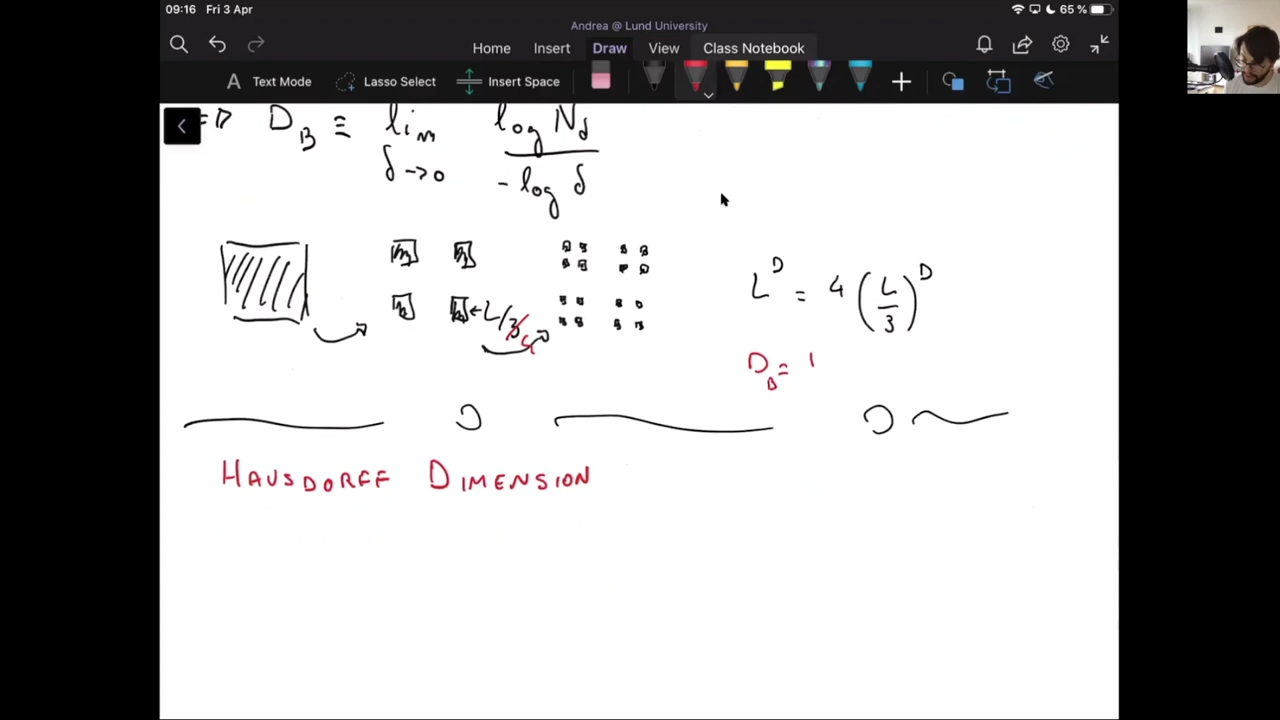 09:16 Fri 3 Apr
65 %
Andrea @ Lund University
Home Insert Draw View Class Notebook
A Text Mode Lasso Select Insert Space
=D D_B ≡ lim_{δ→0} log N_δ / -log δ
L/3 4
L^D = 4 (L/3)^D
D_B = 1
HAUSDORFF DIMENSION